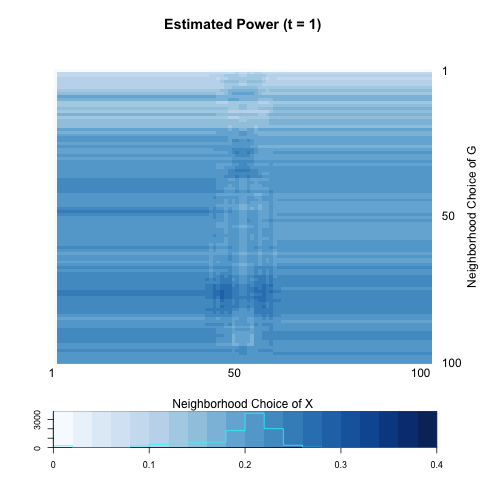 Estimated Power (t = 1)
1
Neighborhood Choice of G
50
100
1 50 100
Neighborhood Choice of X
3000
0
0 0.1 0.2 0.3 0.4